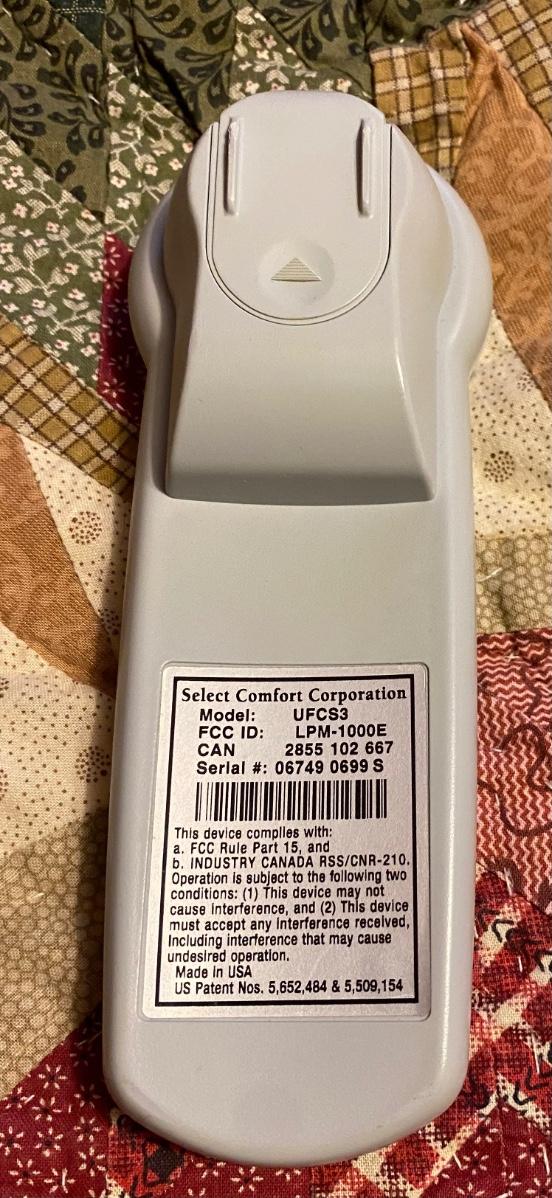 Select Comfort Corporation
Model: UFCS3
FCC ID: LPM-1000E
CAN 2855 102 667
Serial #: 06749 0699 S
This device complies with:
a. FCC Rule Part 15, and
b. INDUSTRY CANADA RSS/CNR-210.
Operation is subject to the following two
conditions: (1) This device may not
cause interference, and (2) This device
must accept any interference received,
including interference that may cause
undesired operation.
Made in USA
US Patent Nos. 5,652,484 & 5,509,154